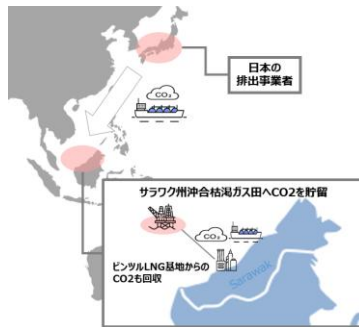 日本の
排出事業者
CO₂
サラワク州沖合枯渇ガス田へCO2を貯留
CO₂
ビンツルLNG基地からの
CO2も回収
Sarawak